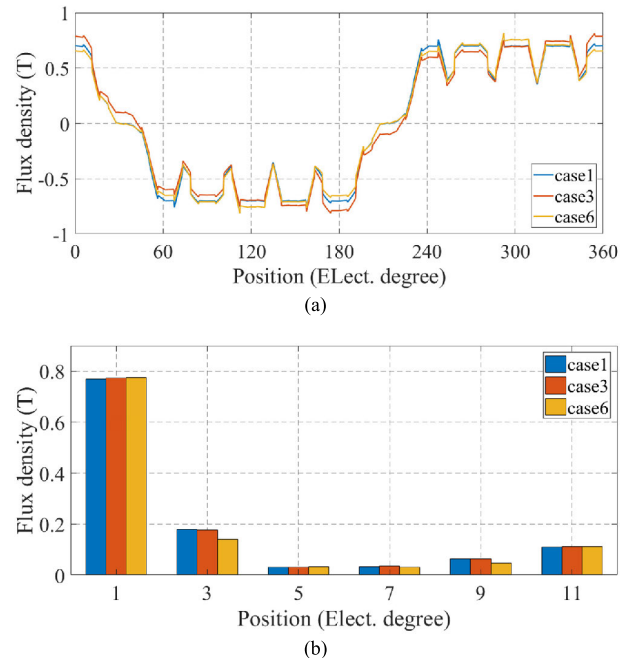 1
0.5
0
-0.5
-1
Flux density (T)
case1
case3
case6
0 60 120 180 240 300 360
Position (ELect. degree)
(a)
0.8
0.6
0.4
0.2
0
Flux density (T)
case1
case3
case6
1 3 5 7 9 11
Position (Elect. degree)
(b)